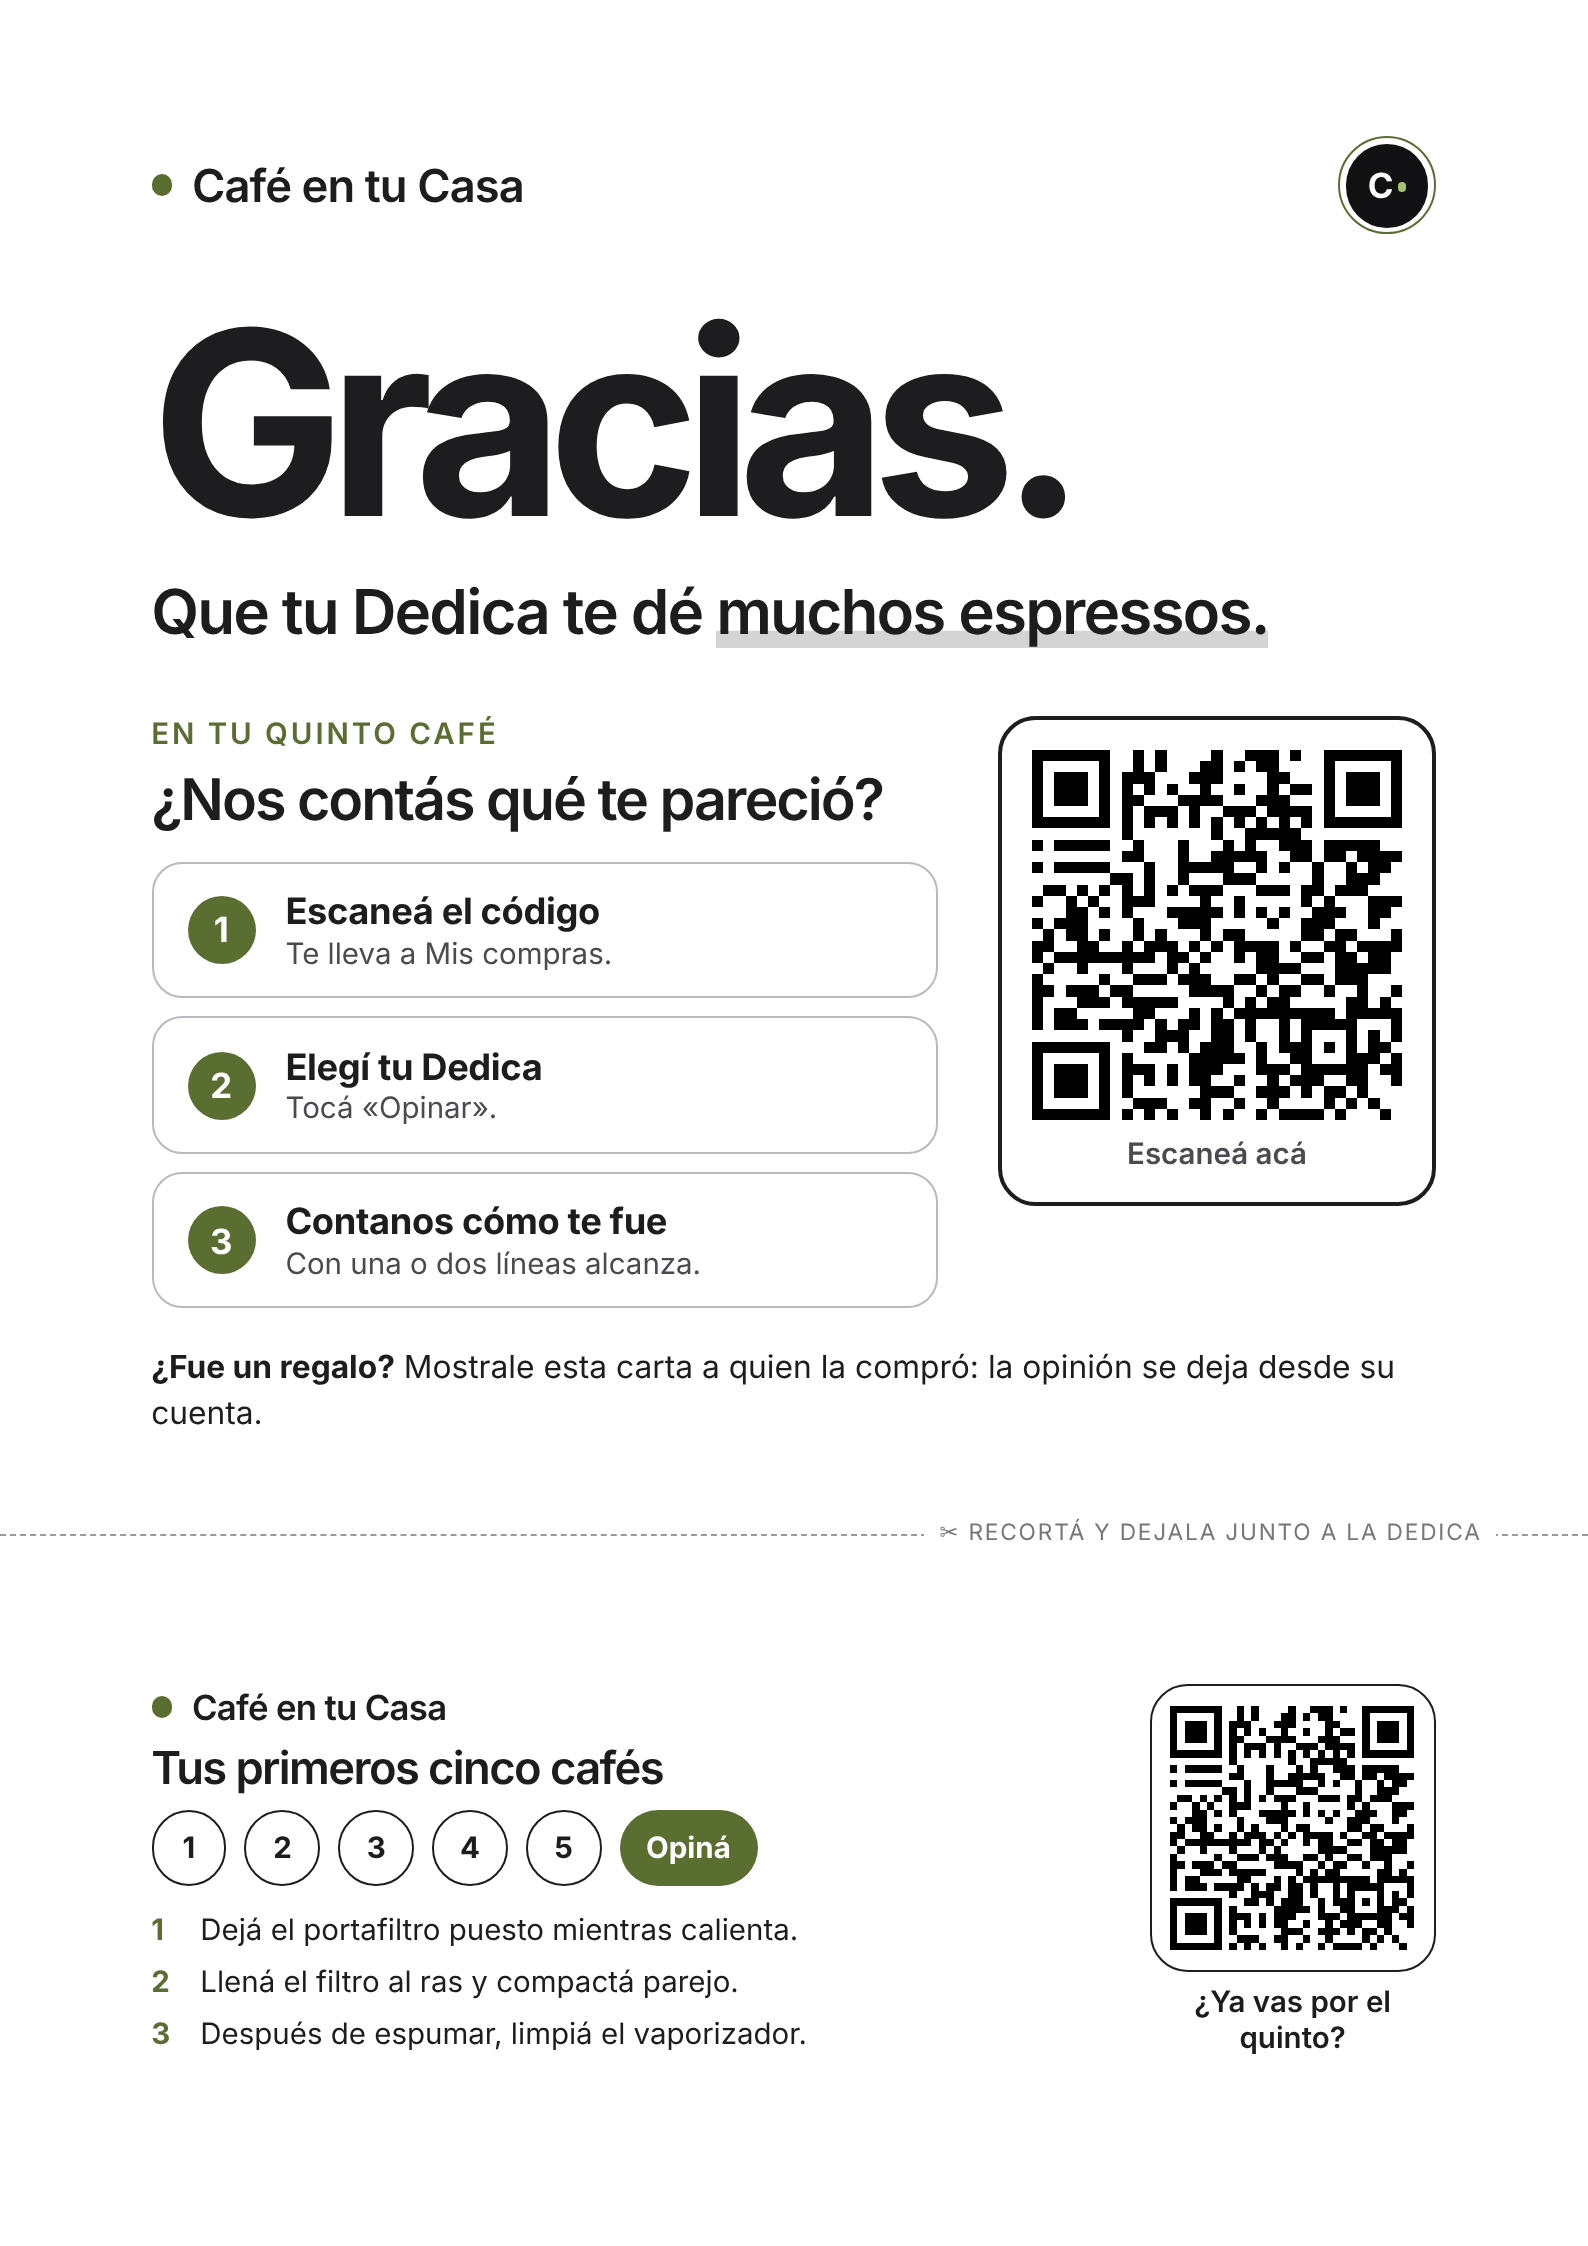 Café en tu Casa
C
Gracias.
Que tu Dedica te dé muchos espressos.
EN TU QUINTO CAFÉ
¿Nos contás qué te pareció?
1
Escaneá el código
Te lleva a Mis compras.
2
Elegí tu Dedica
Tocá «Opinar».
3
Contanos cómo te fue
Con una o dos líneas alcanza.
Escaneá acá
¿Fue un regalo? Mostrale esta carta a quien la compró: la opinión se deja desde su
cuenta.
✂ RECORTÁ Y DEJALA JUNTO A LA DEDICA
Café en tu Casa
Tus primeros cinco cafés
1 2 3 4 5 Opiná
1 Dejá el portafiltro puesto mientras calienta.
2 Llená el filtro al ras y compactá parejo.
3 Después de espumar, limpiá el vaporizador.
¿Ya vas por el
quinto?